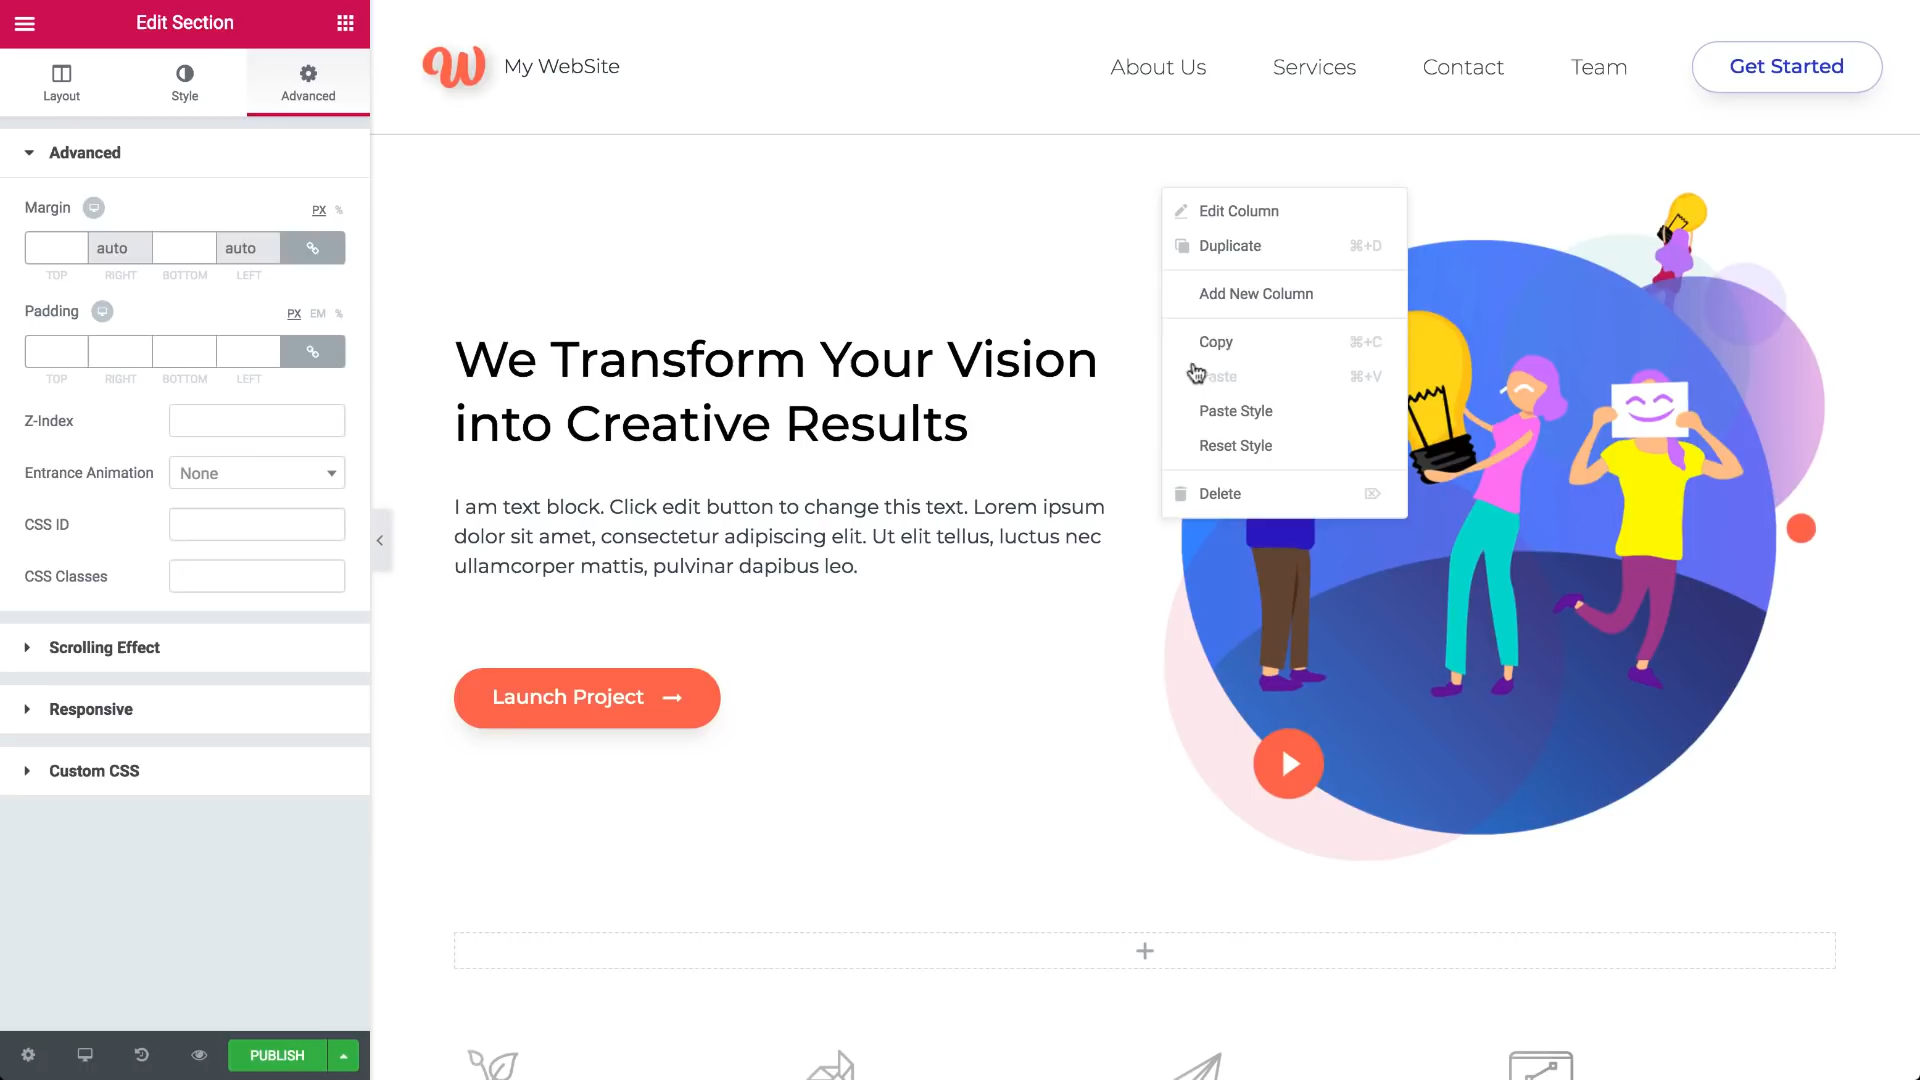 Edit Section
Layout
Style
Advanced
Advanced
Margin
PX %
auto auto
TOP RIGHT BOTTOM LEFT
Padding
PX EM %
TOP RIGHT BOTTOM LEFT
Z-Index
Entrance Animation None
CSS ID
CSS Classes
Scrolling Effect
Responsive
Custom CSS
PUBLISH
W My WebSite
About Us Services Contact Team Get Started
We Transform Your Vision
into Creative Results
I am text block. Click edit button to change this text. Lorem ipsum
dolor sit amet, consectetur adipiscing elit. Ut elit tellus, luctus nec
ullamcorper mattis, pulvinar dapibus leo.
Launch Project →
Edit Column
Duplicate ⌘+D
Add New Column
Copy ⌘+C
Paste ⌘+V
Paste Style
Reset Style
Delete ⌦